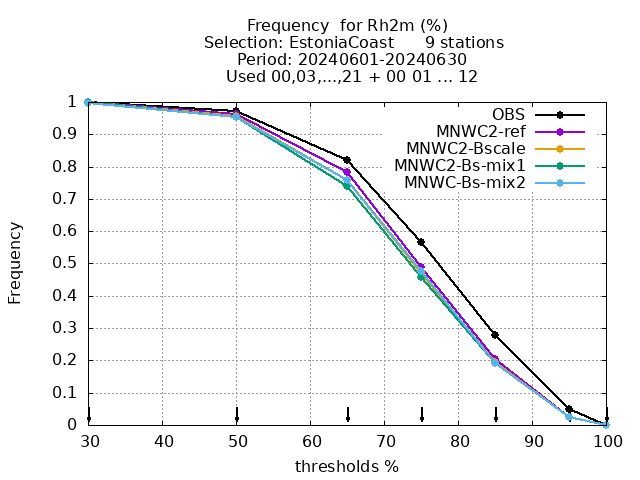 Frequency  for Rh2m (%)
Selection: EstoniaCoast      9 stations
Period: 20240601-20240630
Used 00,03,...,21 + 00 01 ... 12
OBS
MNWC2-ref
MNWC2-Bscale
MNWC2-Bs-mix1
MNWC-Bs-mix2
Frequency
1
0.9
0.8
0.7
0.6
0.5
0.4
0.3
0.2
0.1
0
30 40 50 60 70 80 90 100
thresholds %